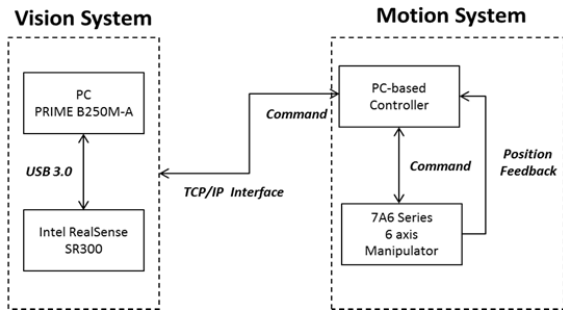 Vision System
PC
PRIME B250M-A
USB 3.0
Intel RealSense
SR300
Command
TCP/IP Interface
Motion System
PC-based
Controller
Command
Position
Feedback
7A6 Series
6 axis
Manipulator